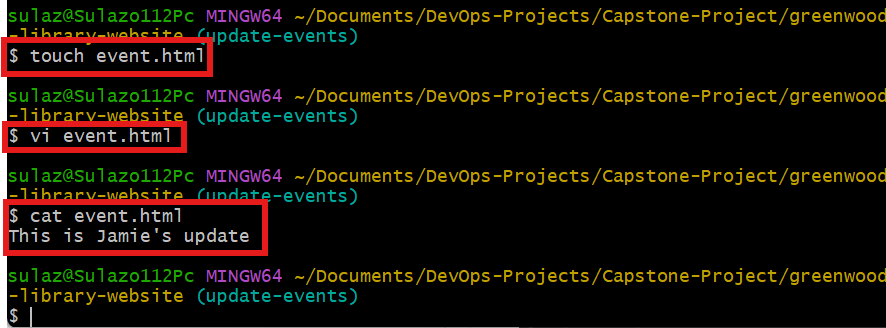 sulaz@Sulazo112Pc MINGW64 ~/Documents/DevOps-Projects/Capstone-Project/greenwood
-library-website (update-events)
$ touch event.html
sulaz@Sulazo112Pc MINGW64 ~/Documents/DevOps-Projects/Capstone-Project/greenwood
-library-website (update-events)
$ vi event.html
sulaz@Sulazo112Pc MINGW64 ~/Documents/DevOps-Projects/Capstone-Project/greenwood
-library-website (update-events)
$ cat event.html
This is Jamie's update
sulaz@Sulazo112Pc MINGW64 ~/Documents/DevOps-Projects/Capstone-Project/greenwood
-library-website (update-events)
$